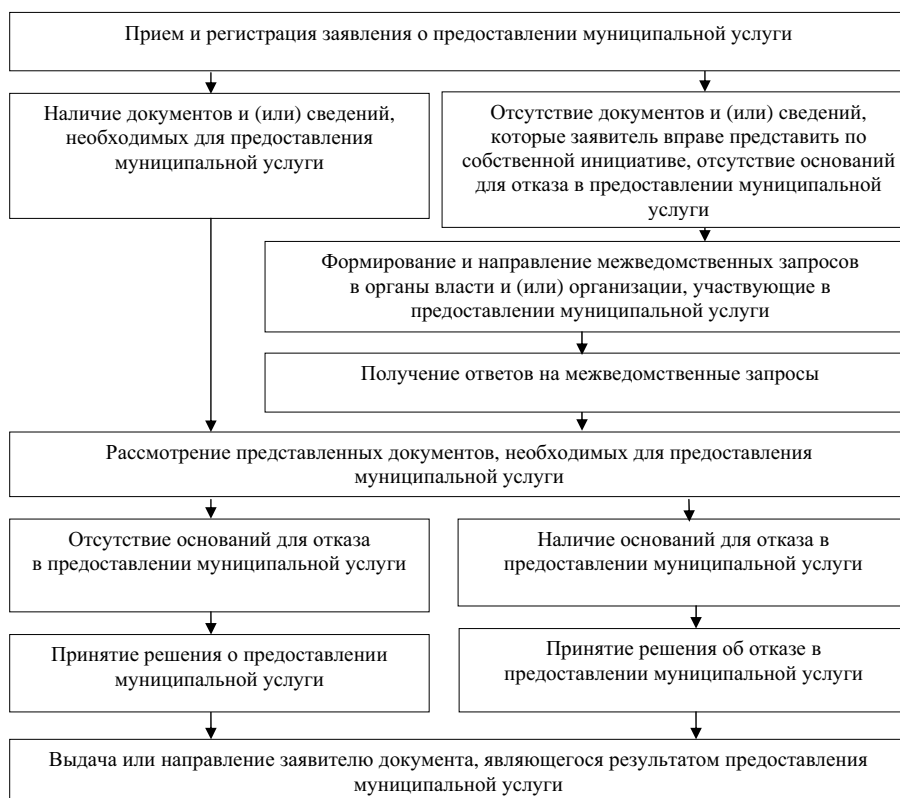 Прием и регистрация заявления о предоставлении муниципальной услуги
Наличие документов и (или) сведений,
необходимых для предоставления
муниципальной услуги
Отсутствие документов и (или) сведений,
которые заявитель вправе представить по
собственной инициативе, отсутствие оснований
для отказа в предоставлении муниципальной
услуги
Формирование и направление межведомственных запросов
в органы власти и (или) организации, участвующие в
предоставлении муниципальной услуги
Получение ответов на межведомственные запросы
Рассмотрение представленных документов, необходимых для предоставления
муниципальной услуги
Отсутствие оснований для отказа
в предоставлении муниципальной услуги
Наличие оснований для отказа в
предоставлении муниципальной услуги
Принятие решения о предоставлении
муниципальной услуги
Принятие решения об отказе в
предоставлении муниципальной услуги
Выдача или направление заявителю документа, являющегося результатом предоставления
муниципальной услуги